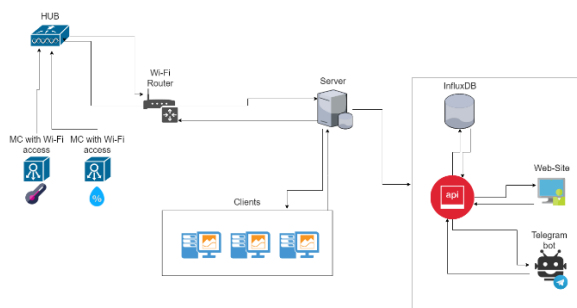 HUB
Wi-Fi
Router
Server
InfluxDB
MC with Wi-Fi
access
MC with Wi-Fi
access
%
api
Web-Site
Clients
Telegram
bot